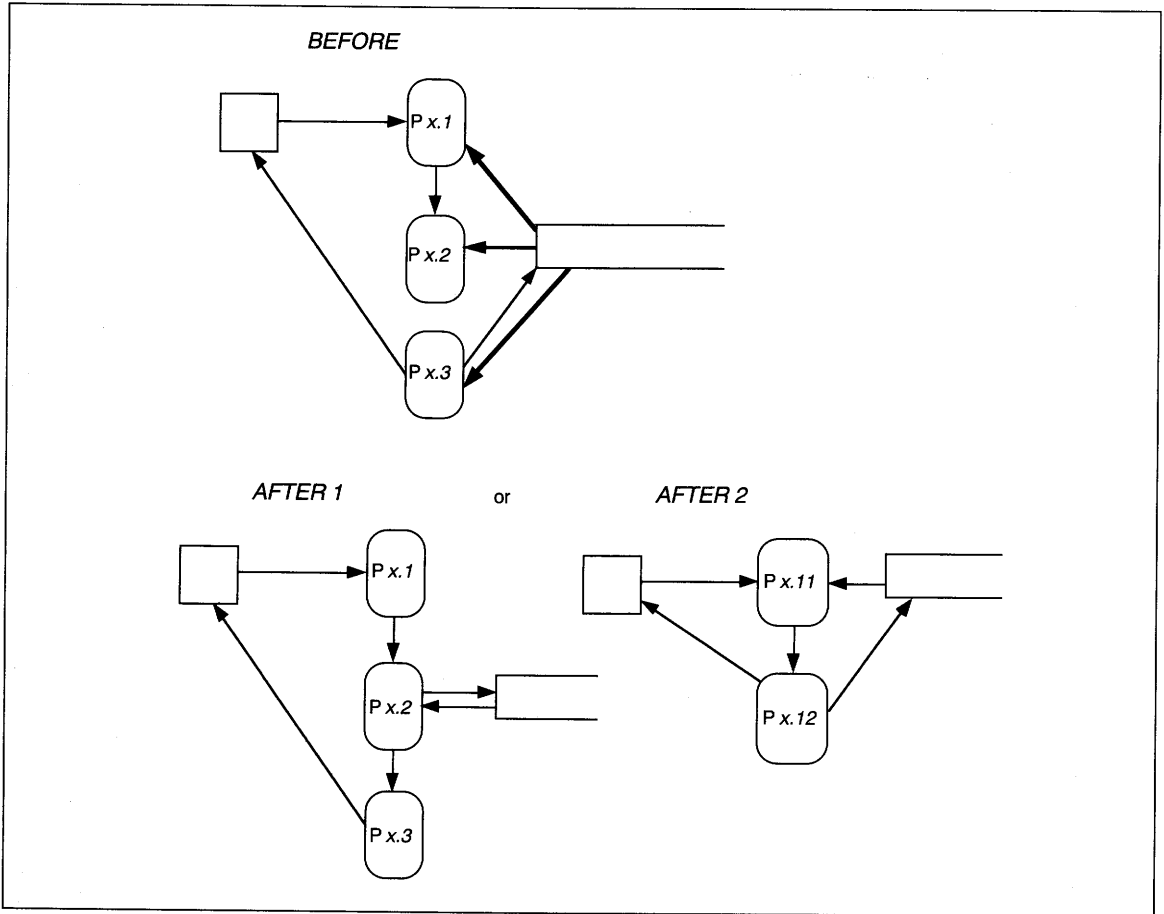 BEFORE
P x.1
P x.2
P x.3
AFTER 1 or AFTER 2
P x.1
P x.2
P x.3
P x.11
P x.12